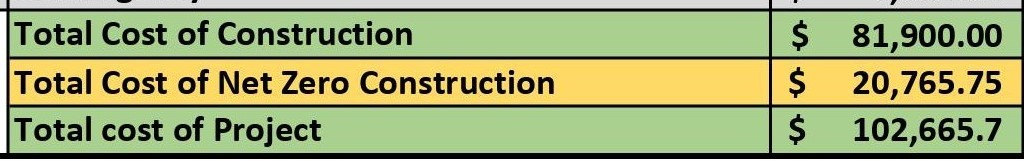 Total Cost of Construction $ 81,900.00
Total Cost of Net Zero Construction $ 20,765.75
Total cost of Project $ 102,665.7